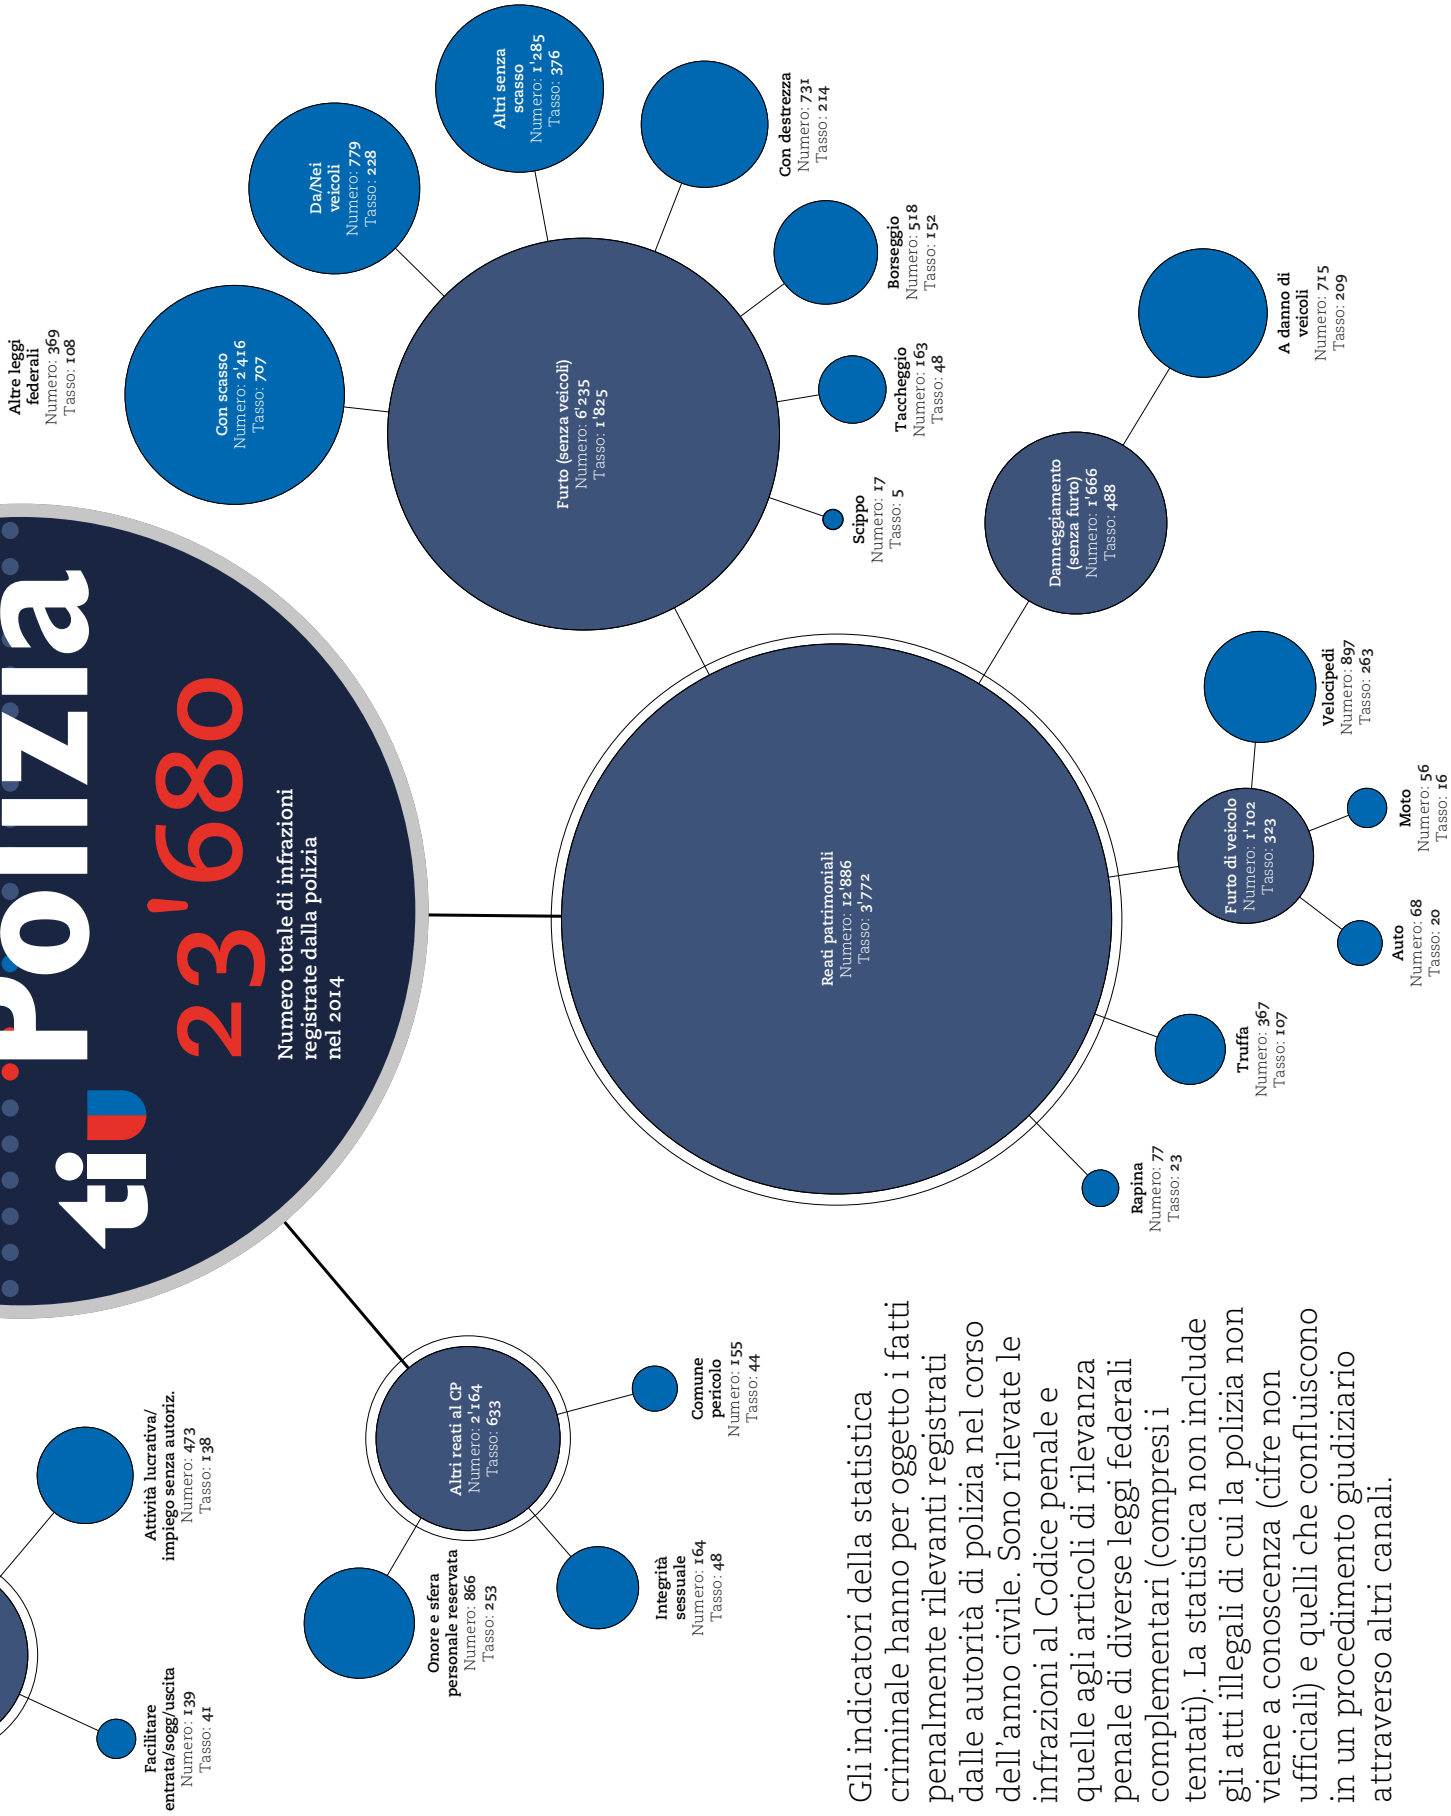 Polizia
tiU
23'680
Numero totale di infrazioni
registrate dalla polizia
nel 2014
Altre leggi
federali
Numero: 369
Tasso: 108
Con scasso
Numero: 2'416
Tasso: 707
Da/Nei
veicoli
Numero: 779
Tasso: 228
Altri senza
scasso
Numero: 1'285
Tasso: 376
Con destrezza
Numero: 731
Tasso: 214
Borseggio
Numero: 518
Tasso: 152
Taccheggio
Numero: 163
Tasso: 48
Scippo
Numero: 17
Tasso: 5
Furto (senza veicoli)
Numero: 6'235
Tasso: 1'825
A danno di
veicoli
Numero: 715
Tasso: 209
Danneggiamento
(senza furto)
Numero: 1'666
Tasso: 488
Velocipedi
Numero: 897
Tasso: 263
Moto
Numero: 56
Tasso: 16
Furto di veicolo
Numero: 1'102
Tasso: 323
Auto
Numero: 68
Tasso: 20
Reati patrimoniali
Numero: 12'886
Tasso: 3'772
Truffa
Numero: 367
Tasso: 107
Rapina
Numero: 77
Tasso: 23
Altri reati al CP
Numero: 2'164
Tasso: 633
Comune
pericolo
Numero: 155
Tasso: 44
Integrità
sessuale
Numero: 164
Tasso: 48
Onore e sfera
personale reservata
Numero: 866
Tasso: 253
Attività lucrativa/
impiego senza autoriz.
Numero: 473
Tasso: 138
Facilitare
entrata/sogg/uscita
Numero: 139
Tasso: 41
Gli indicatori della statistica
criminale hanno per oggetto i fatti
penalmente rilevanti registrati
dalle autorità di polizia nel corso
dell'anno civile. Sono rilevate le
infrazioni al Codice penale e
quelle agli articoli di rilevanza
penale di diverse leggi federali
complementari (compresi i
tentati). La statistica non include
gli atti illegali di cui la polizia non
viene a conoscenza (cifre non
ufficiali) e quelli che confluiscono
in un procedimento giudiziario
attraverso altri canali.